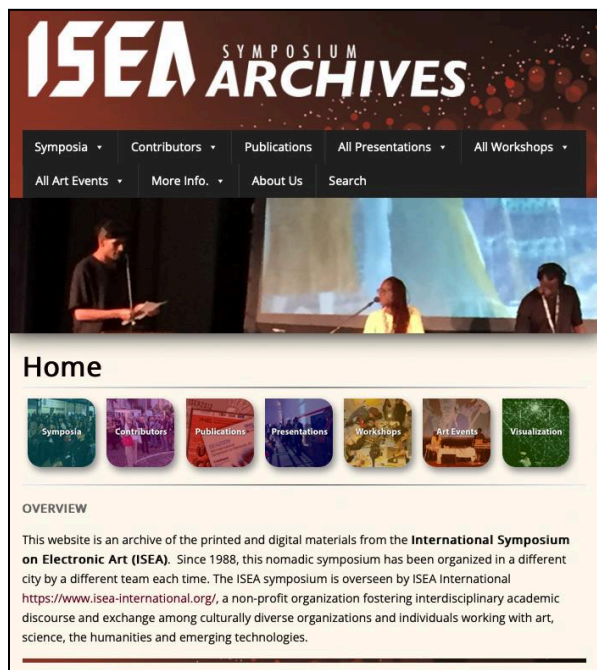 ISEA SYMPOSIUM
ARCHIVES
Symposia ▾ Contributors ▾ Publications All Presentations ▾ All Workshops ▾
All Art Events ▾ More Info. ▾ About Us Search
Home
Symposia Contributors Publications Presentations Workshops Art Events Visualization
OVERVIEW
This website is an archive of the printed and digital materials from the International Symposium
on Electronic Art (ISEA). Since 1988, this nomadic symposium has been organized in a different
city by a different team each time. The ISEA symposium is overseen by ISEA International
https://www.isea-international.org/, a non-profit organization fostering interdisciplinary academic
discourse and exchange among culturally diverse organizations and individuals working with art,
science, the humanities and emerging technologies.